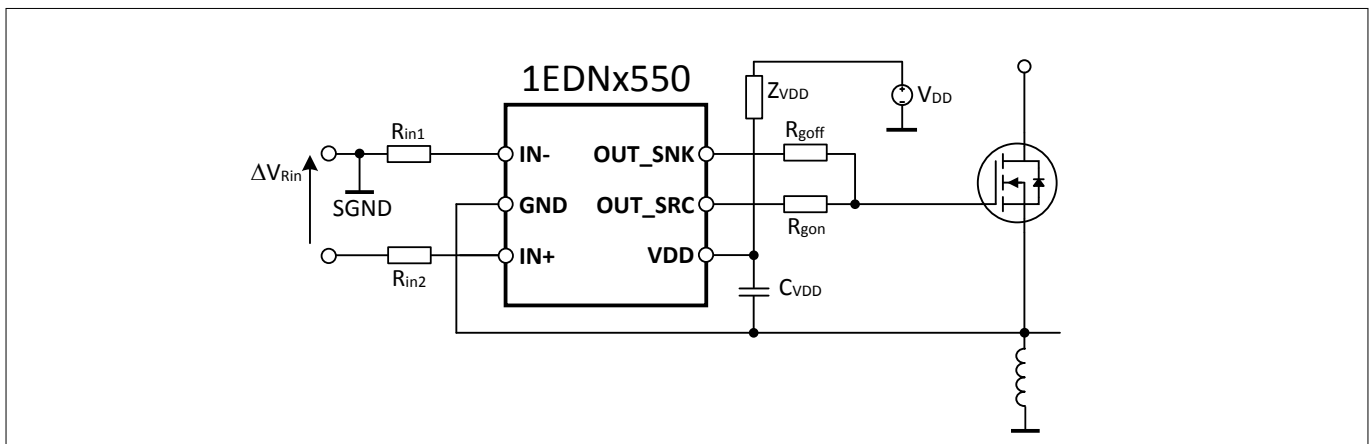 1EDNx550
ZVDD
VDD
Rin1
Rgoff
IN-
OUT_SNK
ΔVRin
SGND
GND
OUT_SRC
Rgon
IN+
VDD
Rin2
CVDD